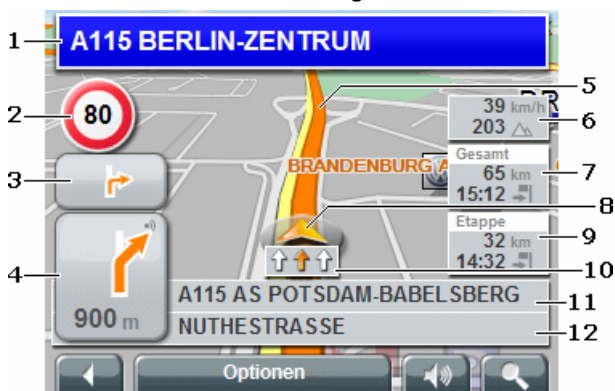 1
A115 BERLIN-ZENTRUM
2
80
3
4
900 m
5
39 km/h
203
6
BRANDENBURG A
Gesamt
65 km
15:12
7
8
Etappe
32 km
14:32
9
10
A115 AS POTSDAM-BABELSBERG
11
NUTHESTRASSE
12
Optionen